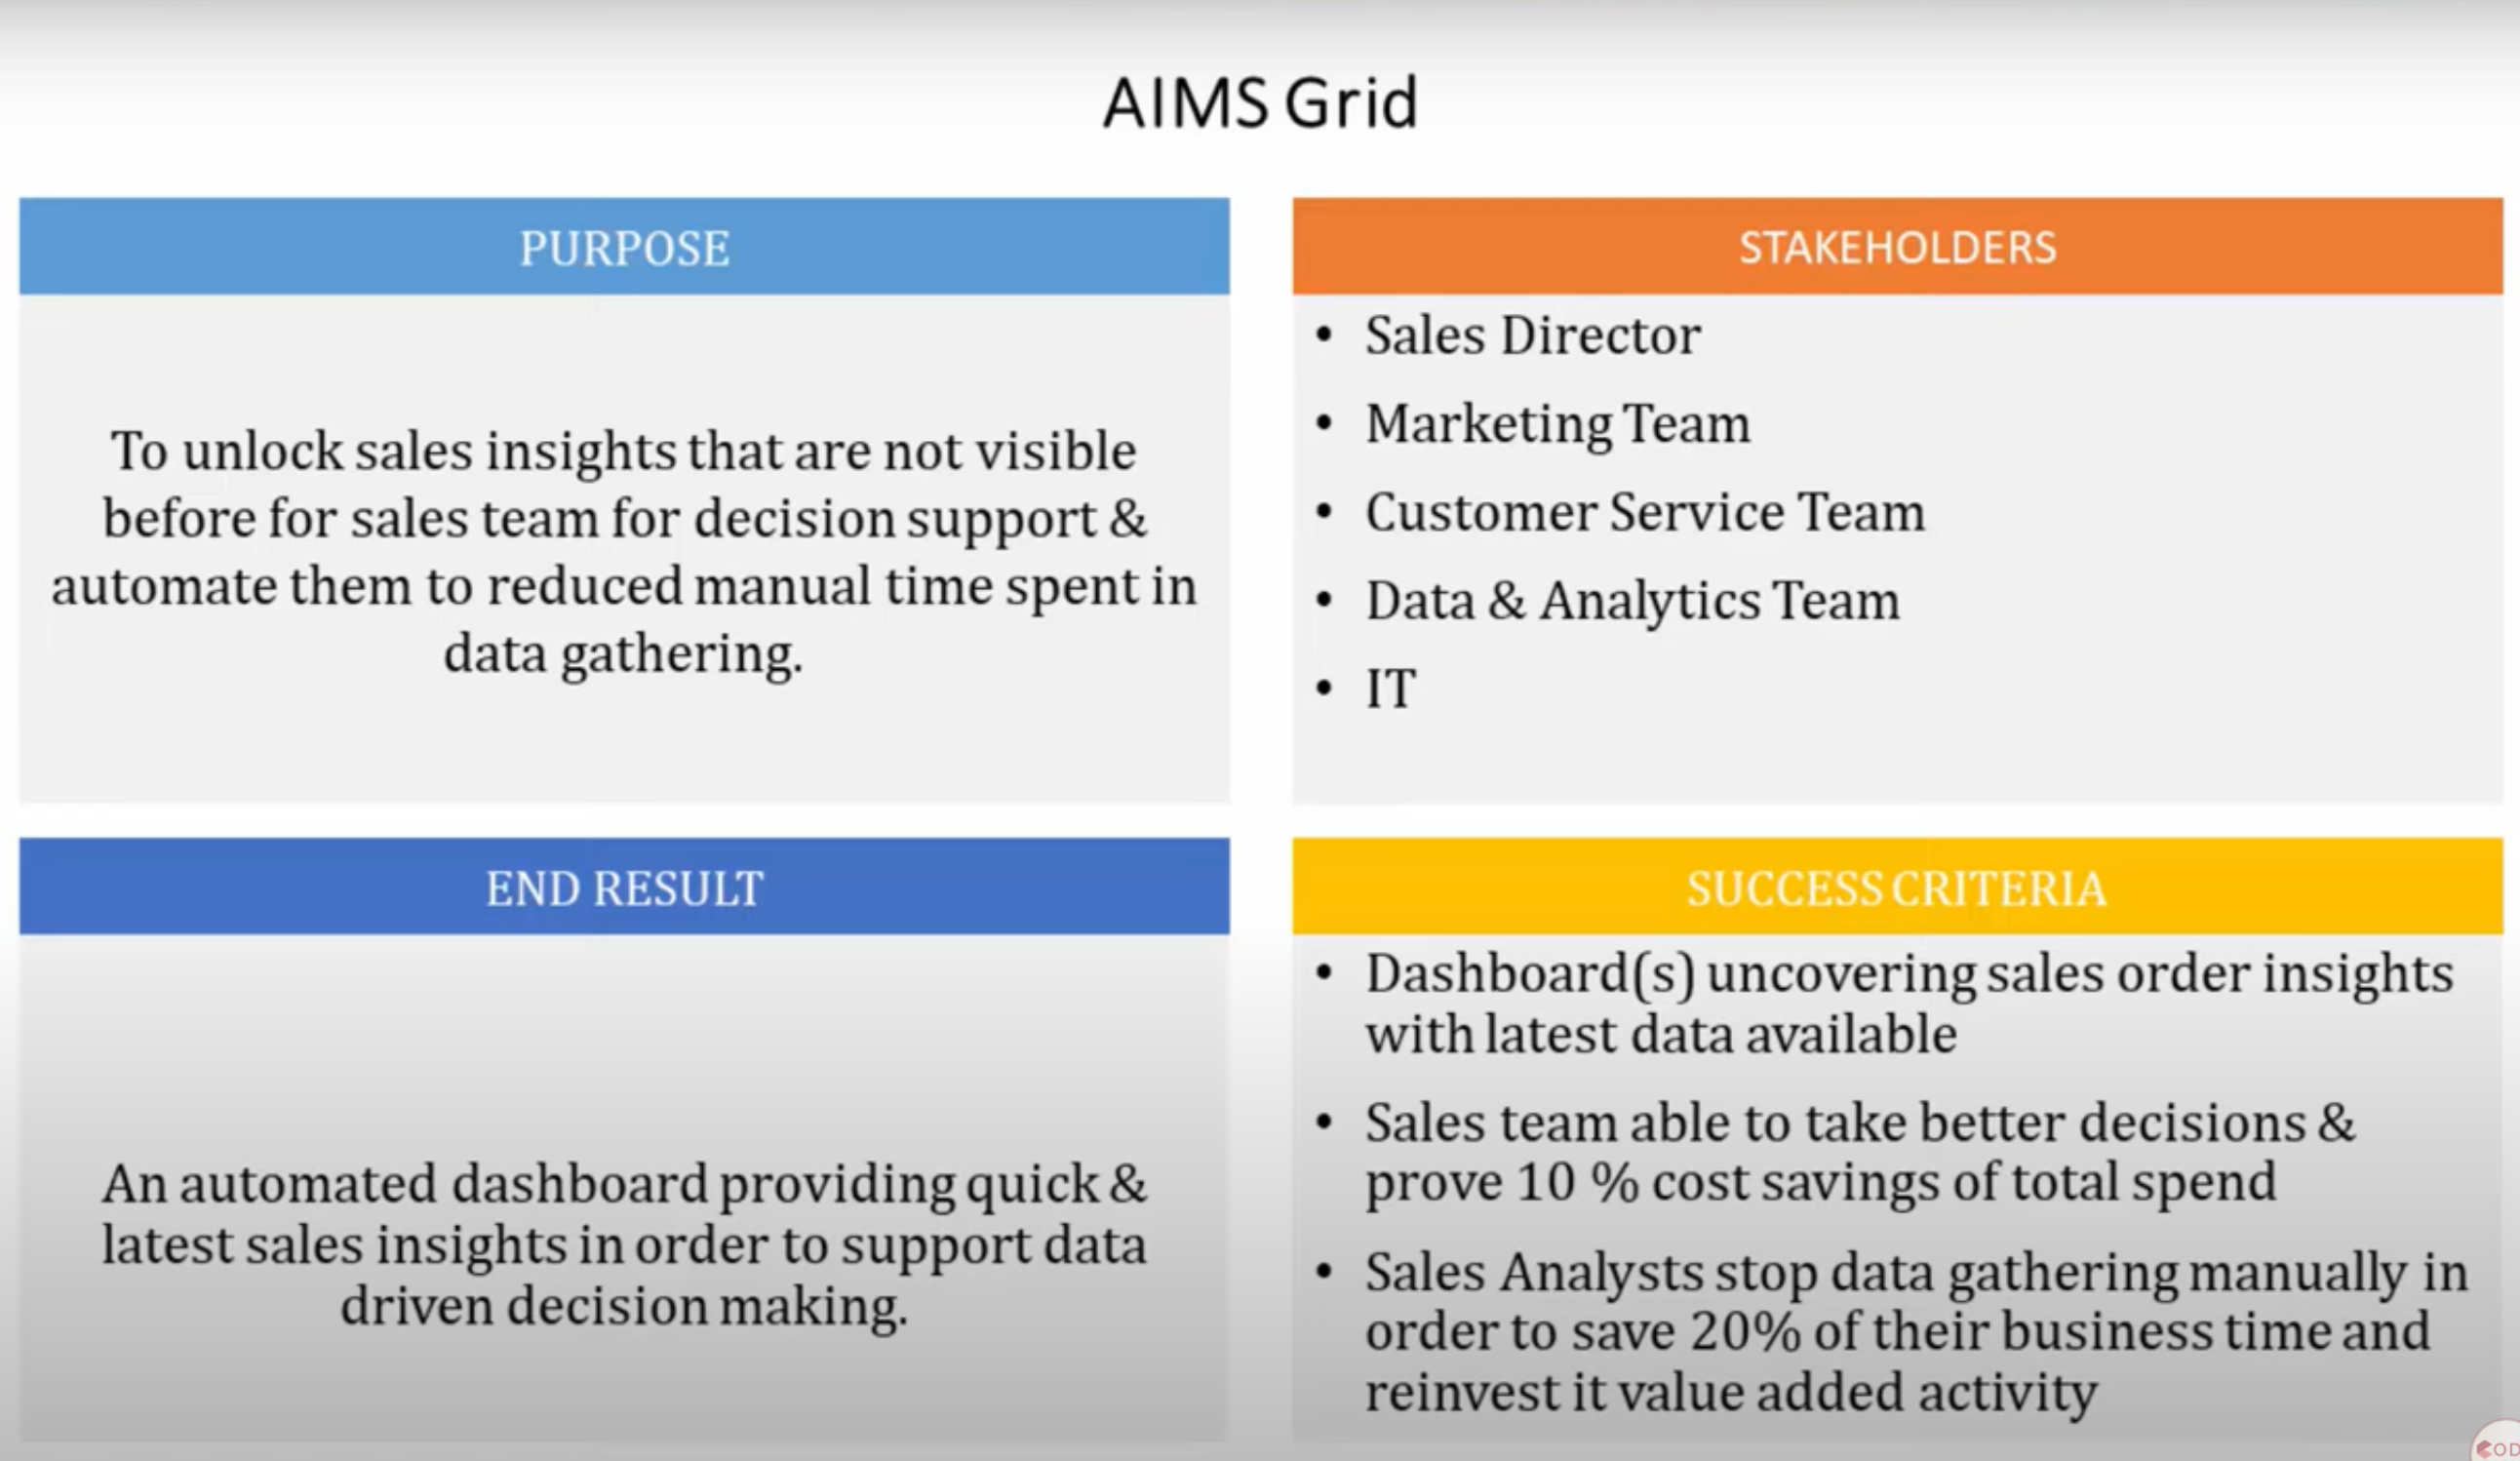 AIMS Grid
PURPOSE
To unlock sales insights that are not visible
before for sales team for decision support &
automate them to reduced manual time spent in
data gathering.
STAKEHOLDERS
• Sales Director
• Marketing Team
• Customer Service Team
• Data & Analytics Team
• IT
END RESULT
An automated dashboard providing quick &
latest sales insights in order to support data
driven decision making.
SUCCESS CRITERIA
• Dashboard(s) uncovering sales order insights
with latest data available
• Sales team able to take better decisions &
prove 10 % cost savings of total spend
• Sales Analysts stop data gathering manually in
order to save 20% of their business time and
reinvest it value added activity